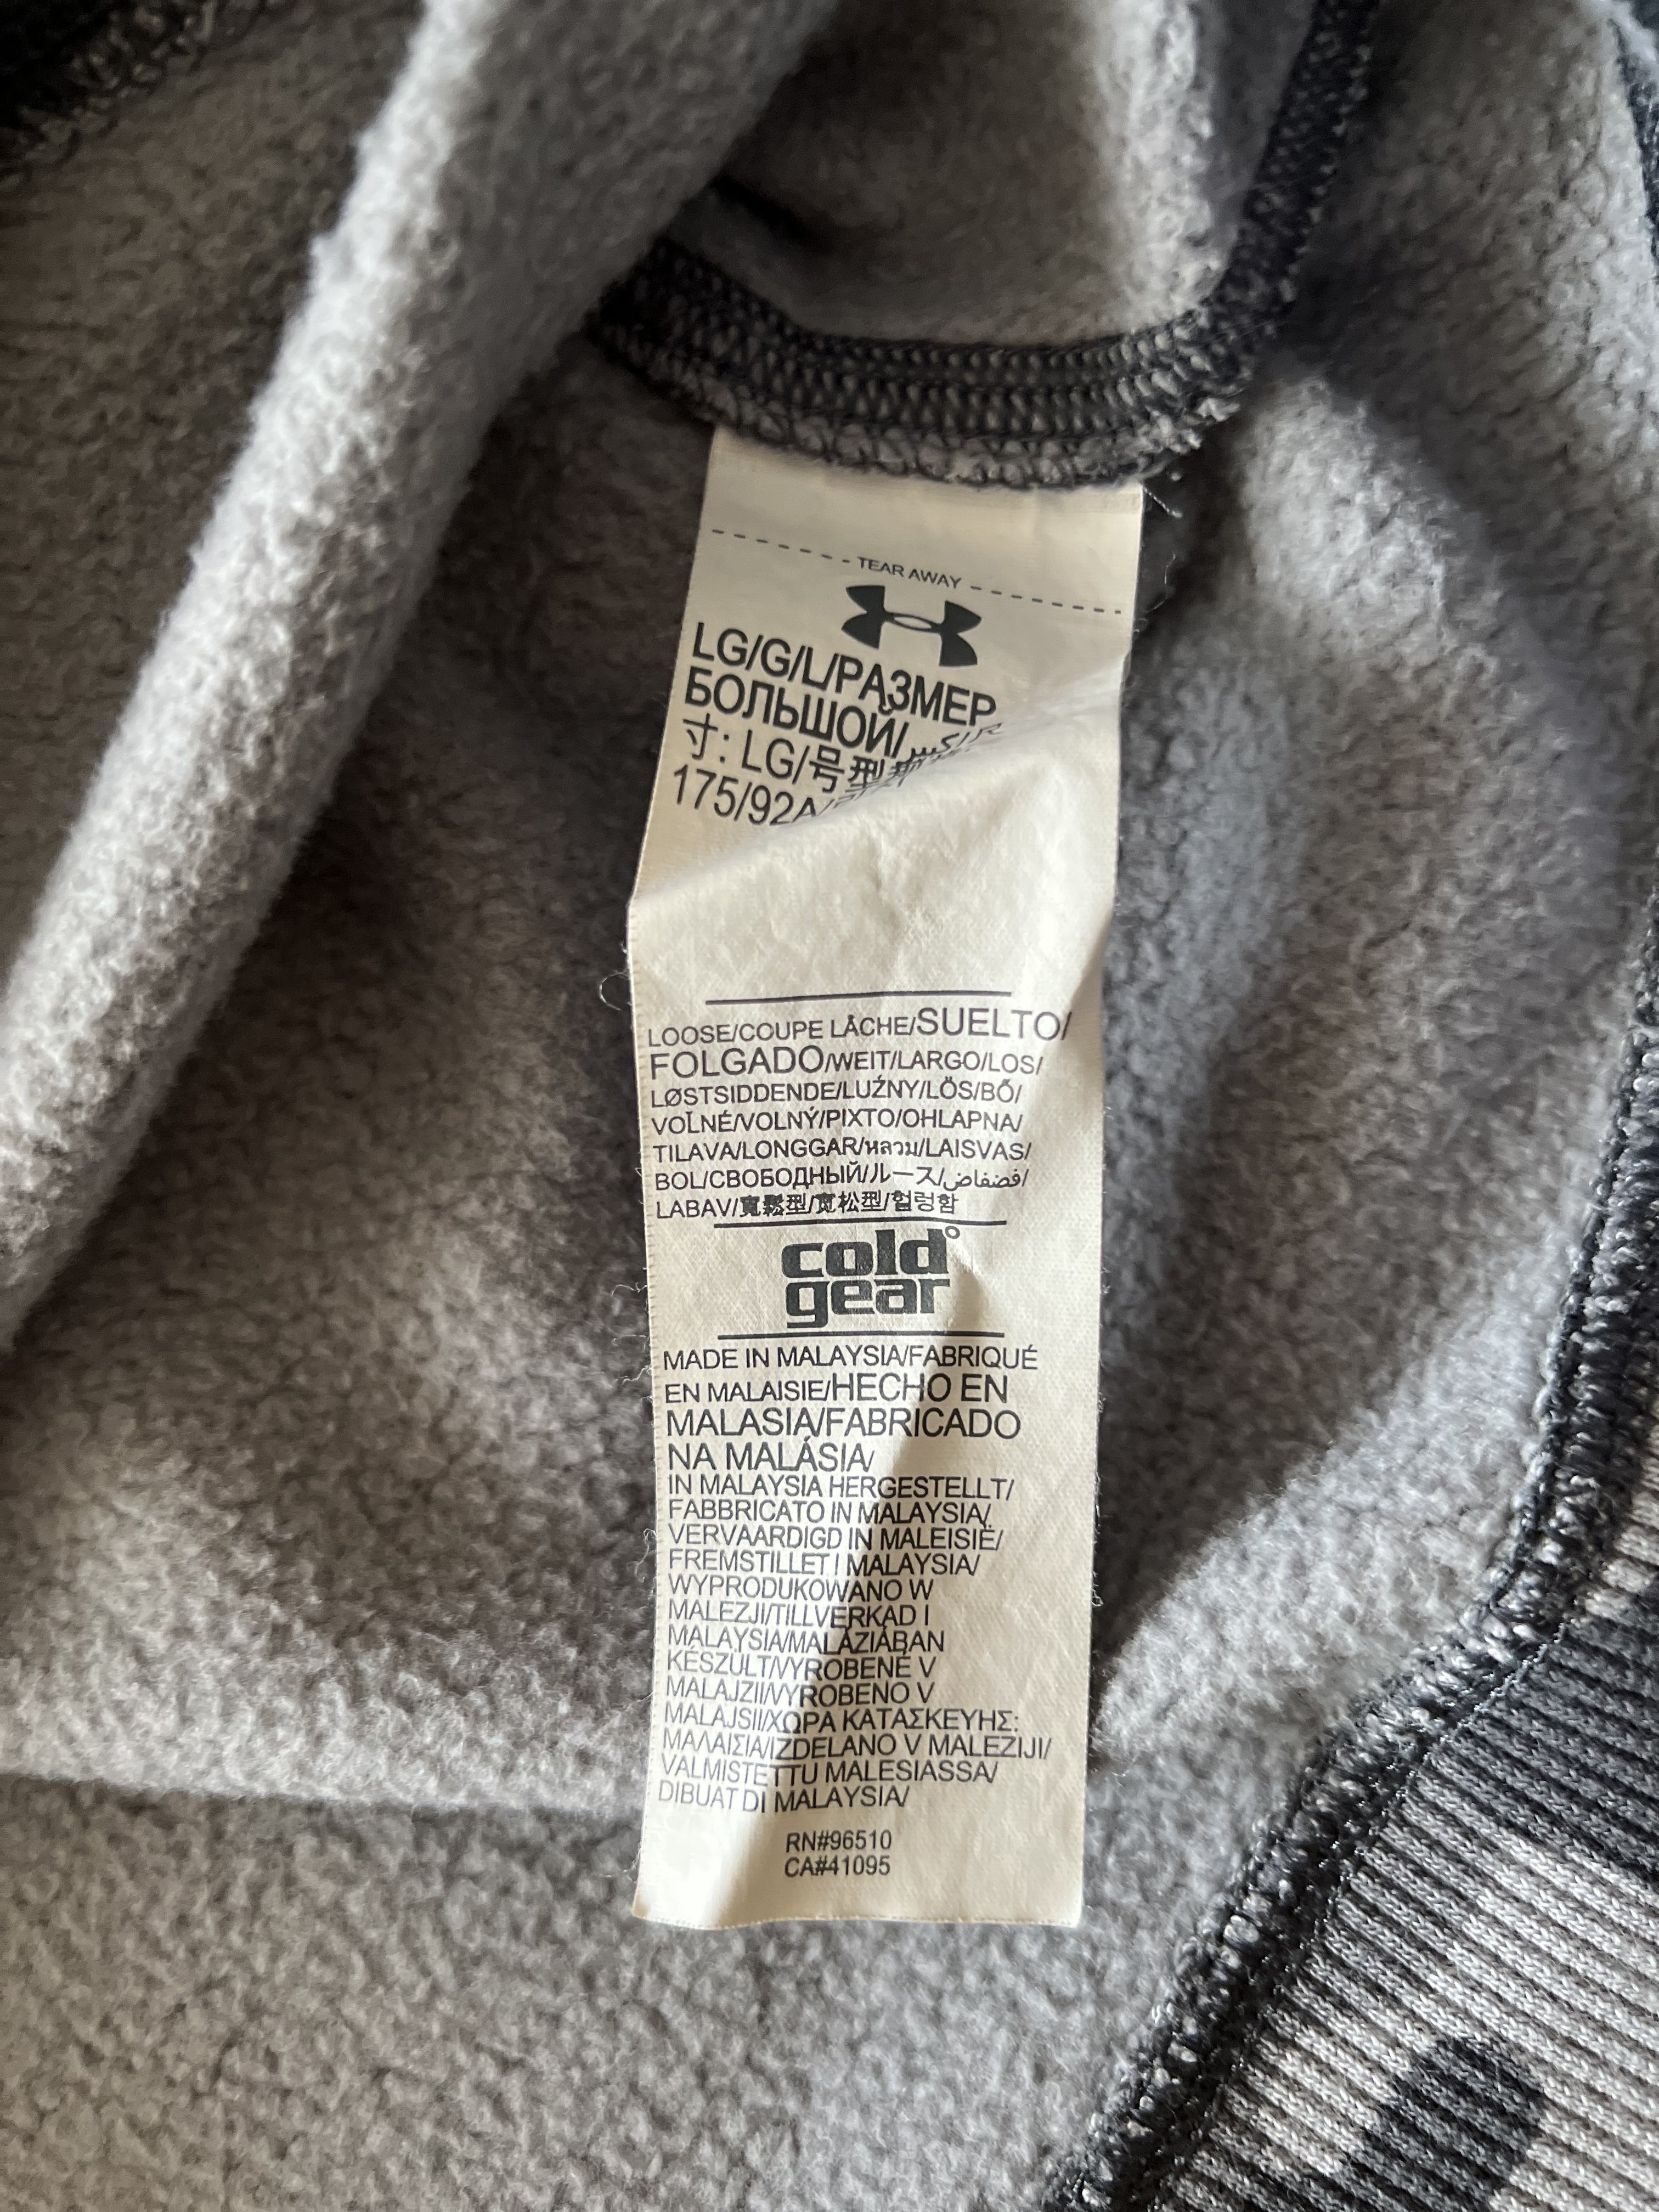 TEAR AWAY
LG/G/L/РАЗМЕР
БОЛЬШОЙ/
寸: LG/号型
175/92A/
LOOSE/COUPE LÂCHE/SUELTO/
FOLGADO/WEIT/LARGO/LOS/
LØSTSIDDENDE/LUŹNY/LÖS/BŐ/
VOĽNÉ/VOLNÝ/PIXTO/OHLAPNA/
TILAVA/LONGGAR/หลวม/LAISVAS/
BOL/СВОБОДНЫЙ/ルース/فضفاض/
LABAV/寬鬆型/宽松型/헐렁함
cold
gear
MADE IN MALAYSIA/FABRIQUÉ
EN MALAISIE/HECHO EN
MALASIA/FABRICADO
NA MALÁSIA/
IN MALAYSIA HERGESTELLT/
FABBRICATO IN MALAYSIA/
VERVAARDIGD IN MALEISIË/
FREMSTILLET I MALAYSIA/
WYPRODUKOWANO W
MALEZJI/TILLVERKAD I
MALAYSIA/MALÁZIÁBAN
KÉSZÜLT/VYROBENÉ V
MALAJZII/VYROBENO V
MALAJSII/ΧΩΡΑ ΚΑΤΑΣΚΕΥΗΣ:
ΜΑΛΑΙΣΙΑ/IZDELANO V MALEZIJI/
VALMISTETTU MALESIASSA/
DIBUAT DI MALAYSIA/
RN#96510
CA#41095